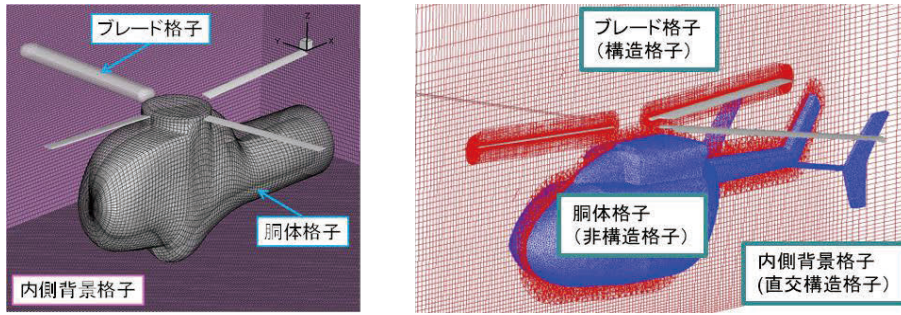 ブレード格子
Z
Y
X
胴体格子
内側背景格子
ブレード格子
(構造格子)
胴体格子
(非構造格子)
内側背景格子
(直交構造格子)